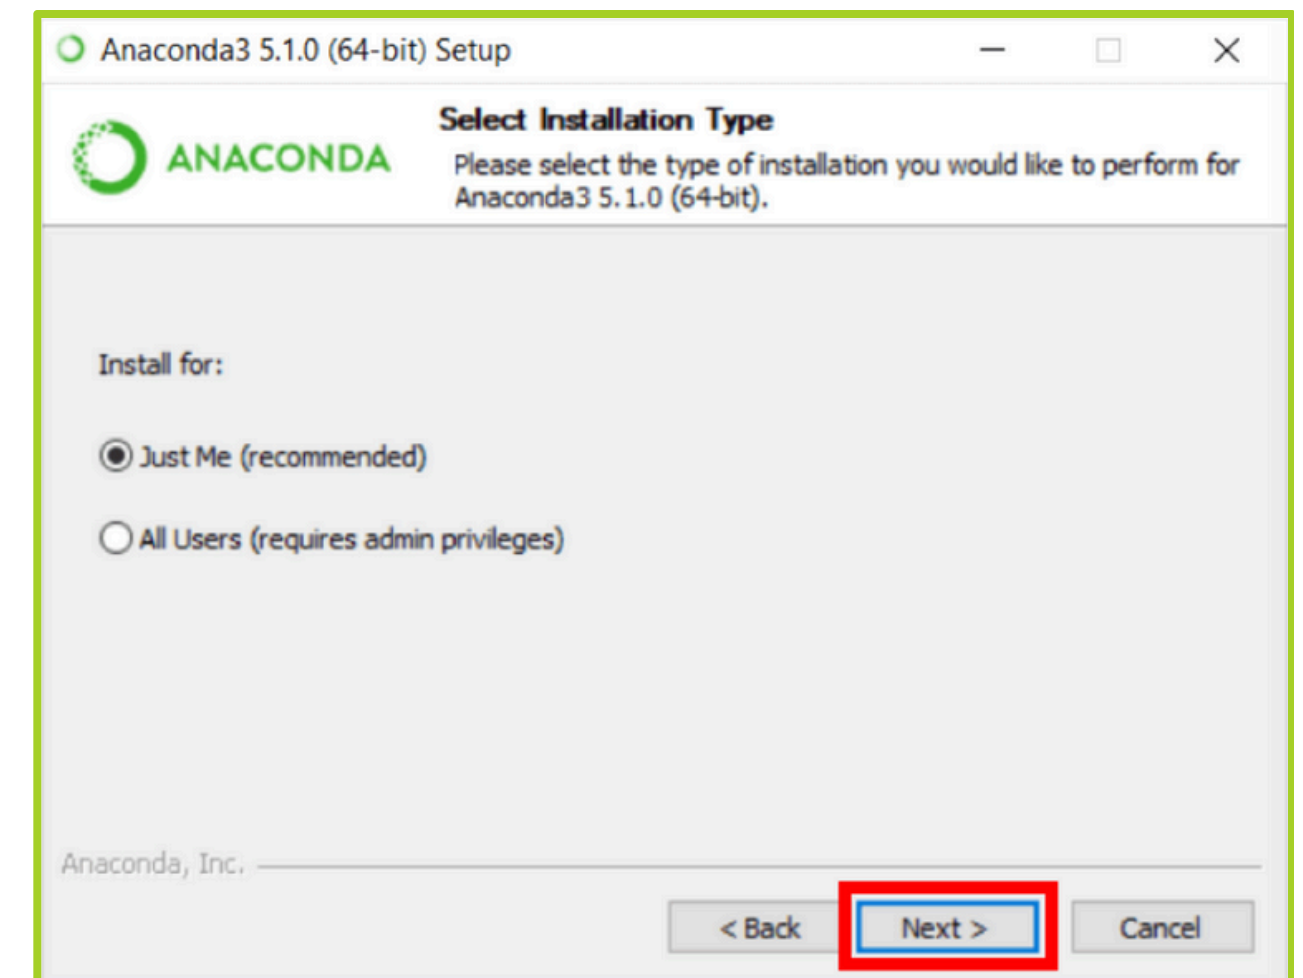 Anaconda3 5.1.0 (64-bit) Setup
ANACONDA
Select Installation Type
Please select the type of installation you would like to perform for
Anaconda3 5.1.0 (64-bit).
Install for:
Just Me (recommended)
All Users (requires admin privileges)
Anaconda, Inc.
< Back
Next >
Cancel